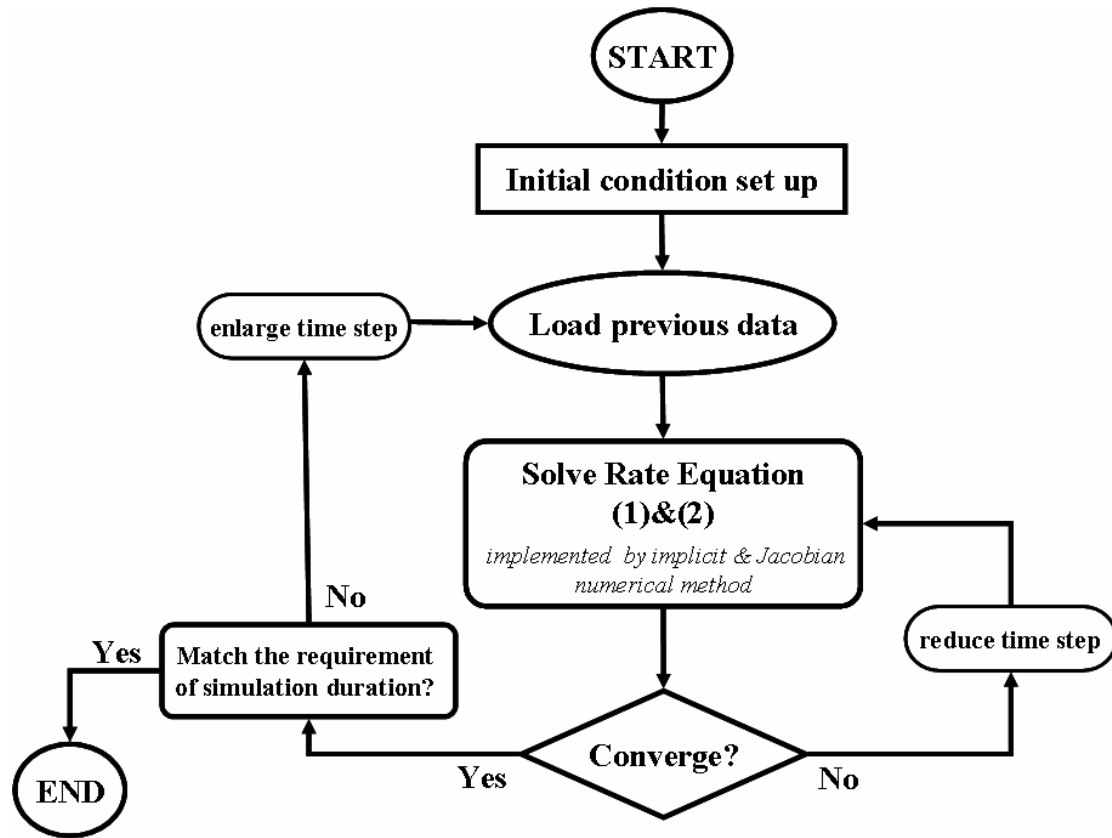 START
Initial condition set up
enlarge time step
Load previous data
Solve Rate Equation
(1)&(2)
implemented by implicit & Jacobian
numerical method
No
reduce time step
Yes
Match the requirement
of simulation duration?
Converge?
Yes
No
END